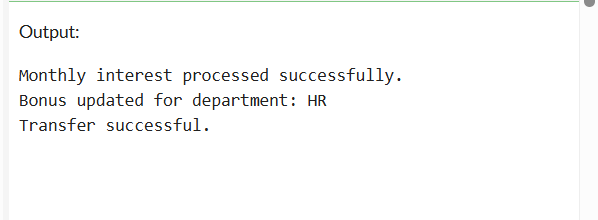 Output:
Monthly interest processed successfully.
Bonus updated for department: HR
Transfer successful.